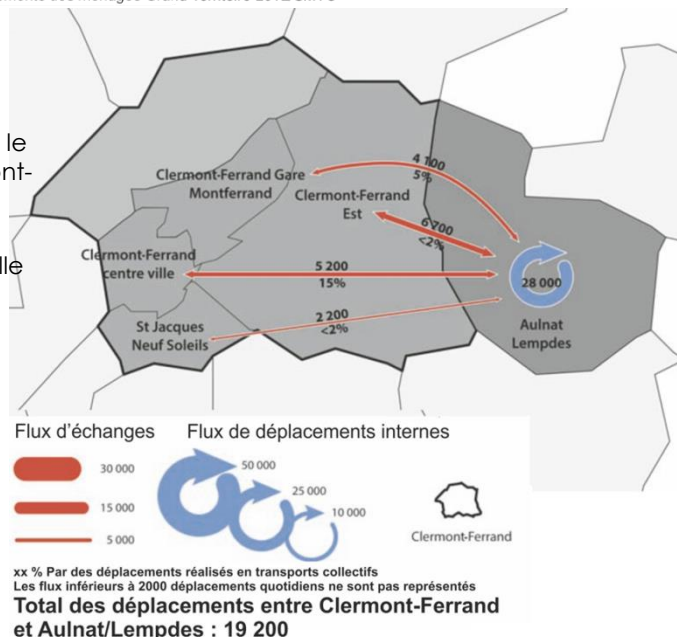 le
ont-
lle
Clermont-Ferrand Gare
Montferrand
4 100
5%
Clermont-Ferrand
Est
6 700
<2%
Clermont-Ferrand
centre ville
5 200
15%
28 000
2 200
<2%
St Jacques
Neuf Soleils
Aulnat
Lempdes
Flux d'échanges
Flux de déplacements internes
30 000
15 000
5 000
50 000
25 000
10 000
Clermont-Ferrand
xx % Par des déplacements réalisés en transports collectifs
Les flux inférieurs à 2000 déplacements quotidiens ne sont pas représentés
Total des déplacements entre Clermont-Ferrand
et Aulnat/Lempdes : 19 200